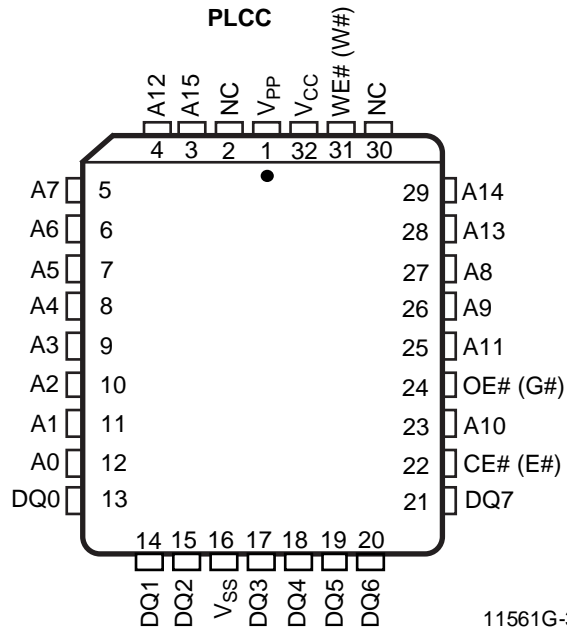 PLCC
A12
A15
NC
VPP
VCC
WE# (W#)
NC
4 3 2 1 32 31 30
A7 5 29 A14
A6 6 28 A13
A5 7 27 A8
A4 8 26 A9
A3 9 25 A11
A2 10 24 OE# (G#)
A1 11 23 A10
A0 12 22 CE# (E#)
DQ0 13 21 DQ7
14 15 16 17 18 19 20
DQ1
DQ2
VSS
DQ3
DQ4
DQ5
DQ6